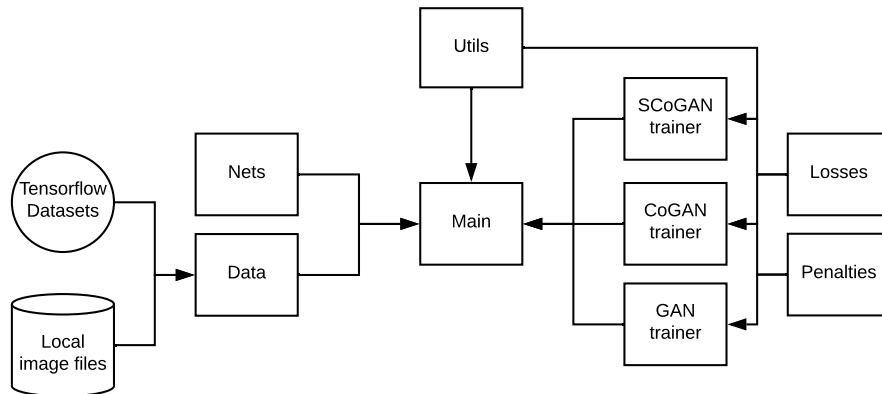 Utils
SCoGAN
trainer
Tensorflow
Datasets
Nets
Main
CoGAN
trainer
Losses
Data
Penalties
Local
image files
GAN
trainer